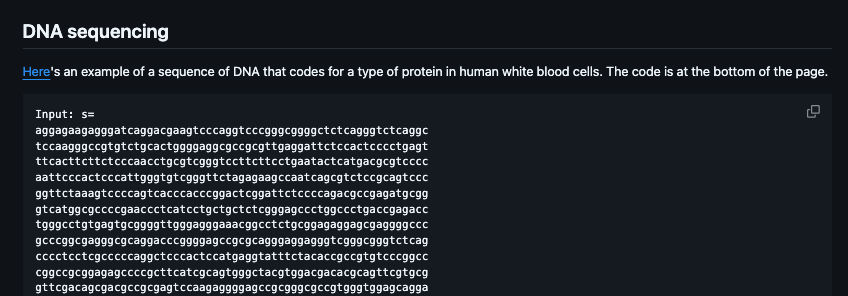 DNA sequencing
Here's an example of a sequence of DNA that codes for a type of protein in human white blood cells. The code is at the bottom of the page.
Input: s=
aggagaagagggatcaggacgaagtcccaggtcccgggcggggctctcagggtctcaggc
tccaagggccgtgtctgcactggggaggcgccgcgttgaggattctccactcccctgagt
ttcacttcttctcccaacctgcgtcgggtccttcttcctgaatactcatgacgcgtcccc
aattcccactcccattgggtgtcgggttctagagaagccaatcagcgtctccgcagtccc
ggttctaaagtccccagtcacccacccggactcggattctccccagacgccgagatgcgg
gtcatggcgccccgaaccctcatcctgctgctctcgggagccctggccctgaccgagacc
tgggcctgtgagtgcggggttgggagggaaacggcctctgcggagaggagcgaggggccc
gcccggcgagggcgcaggacccggggagccgcgcagggaggagggtcgggcgggtctcag
cccctcctcgcccccaggctcccactccatgaggtatttctacaccgccgtgtcccggcc
cggccgcggagagccccgcttcatcgcagtgggctacgtggacgacacgcagttcgtgcg
gttcgacagcgacgccgcgagtccaagaggggagccgcgggcgccgtgggtggagcagga